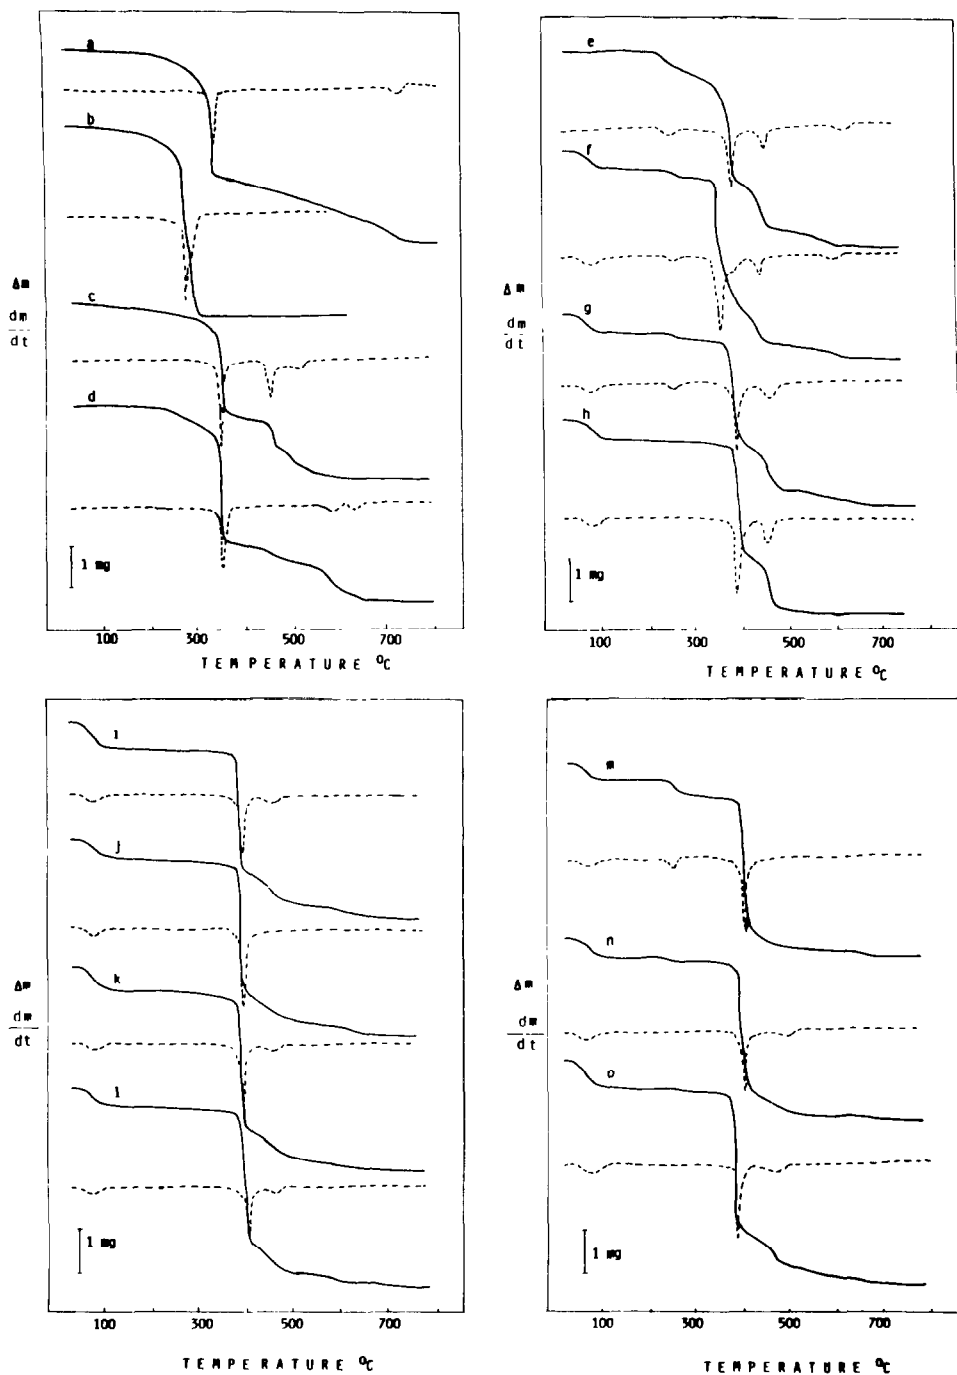 a
b
c
d
Δm
dm
dt
1 mg
100 300 500 700
TEMPERATURE °C
e
f
g
h
Δm
dm
dt
1 mg
100 300 500 700
TEMPERATURE °C
i
j
k
l
Δm
dm
dt
1 mg
100 300 500 700
TEMPERATURE °C
m
n
o
Δm
dm
dt
1 mg
100 300 500 700
TEMPERATURE °C